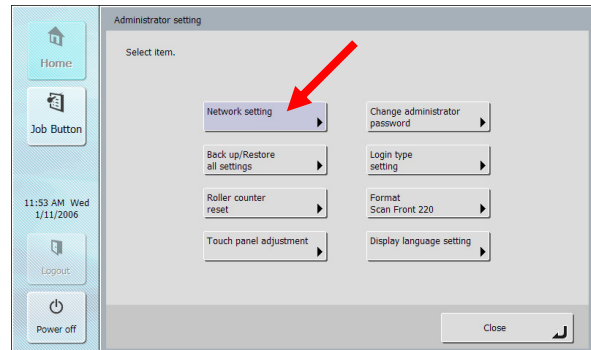 Administrator setting
Select item.
Home
Job Button
11:53 AM Wed
1/11/2006
Logout
Power off
Network setting
Change administrator
password
Back up/Restore
all settings
Login type
setting
Roller counter
reset
Format
Scan Front 220
Touch panel adjustment
Display language setting
Close